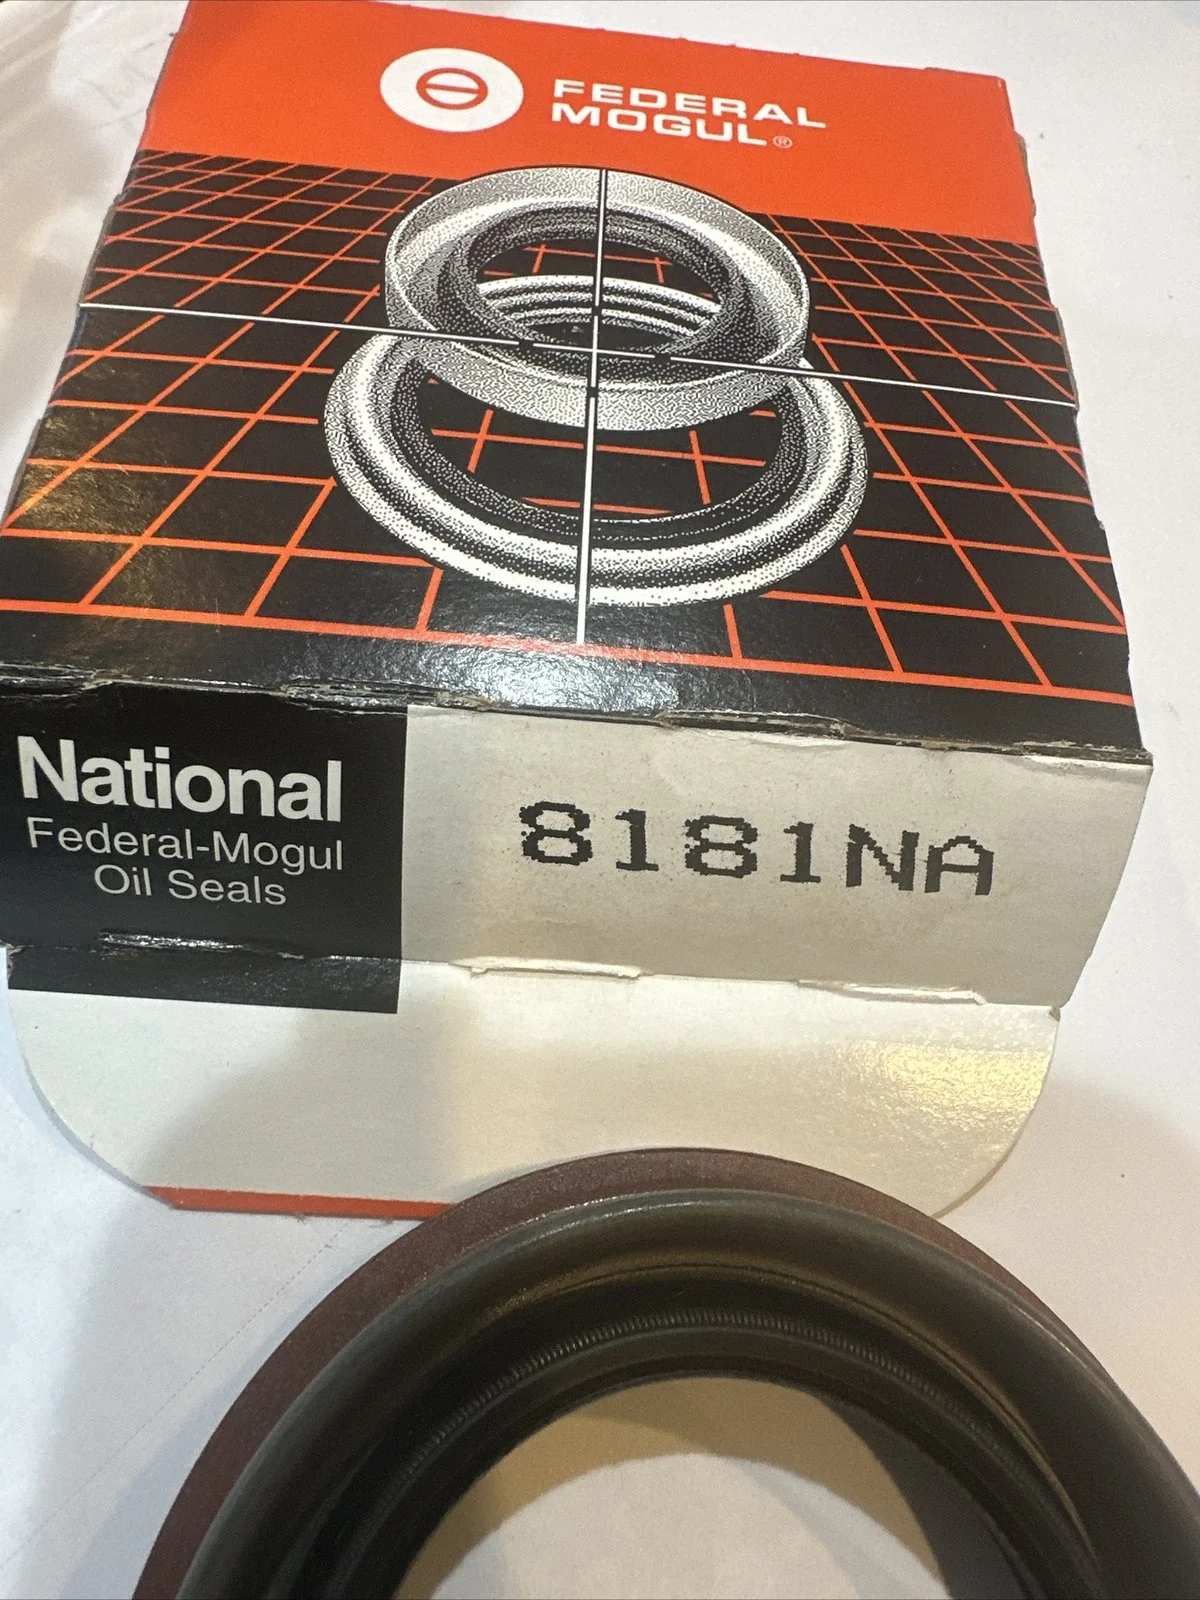 FEDERAL
MOGUL®
National
Federal-Mogul
Oil Seals
8181NA